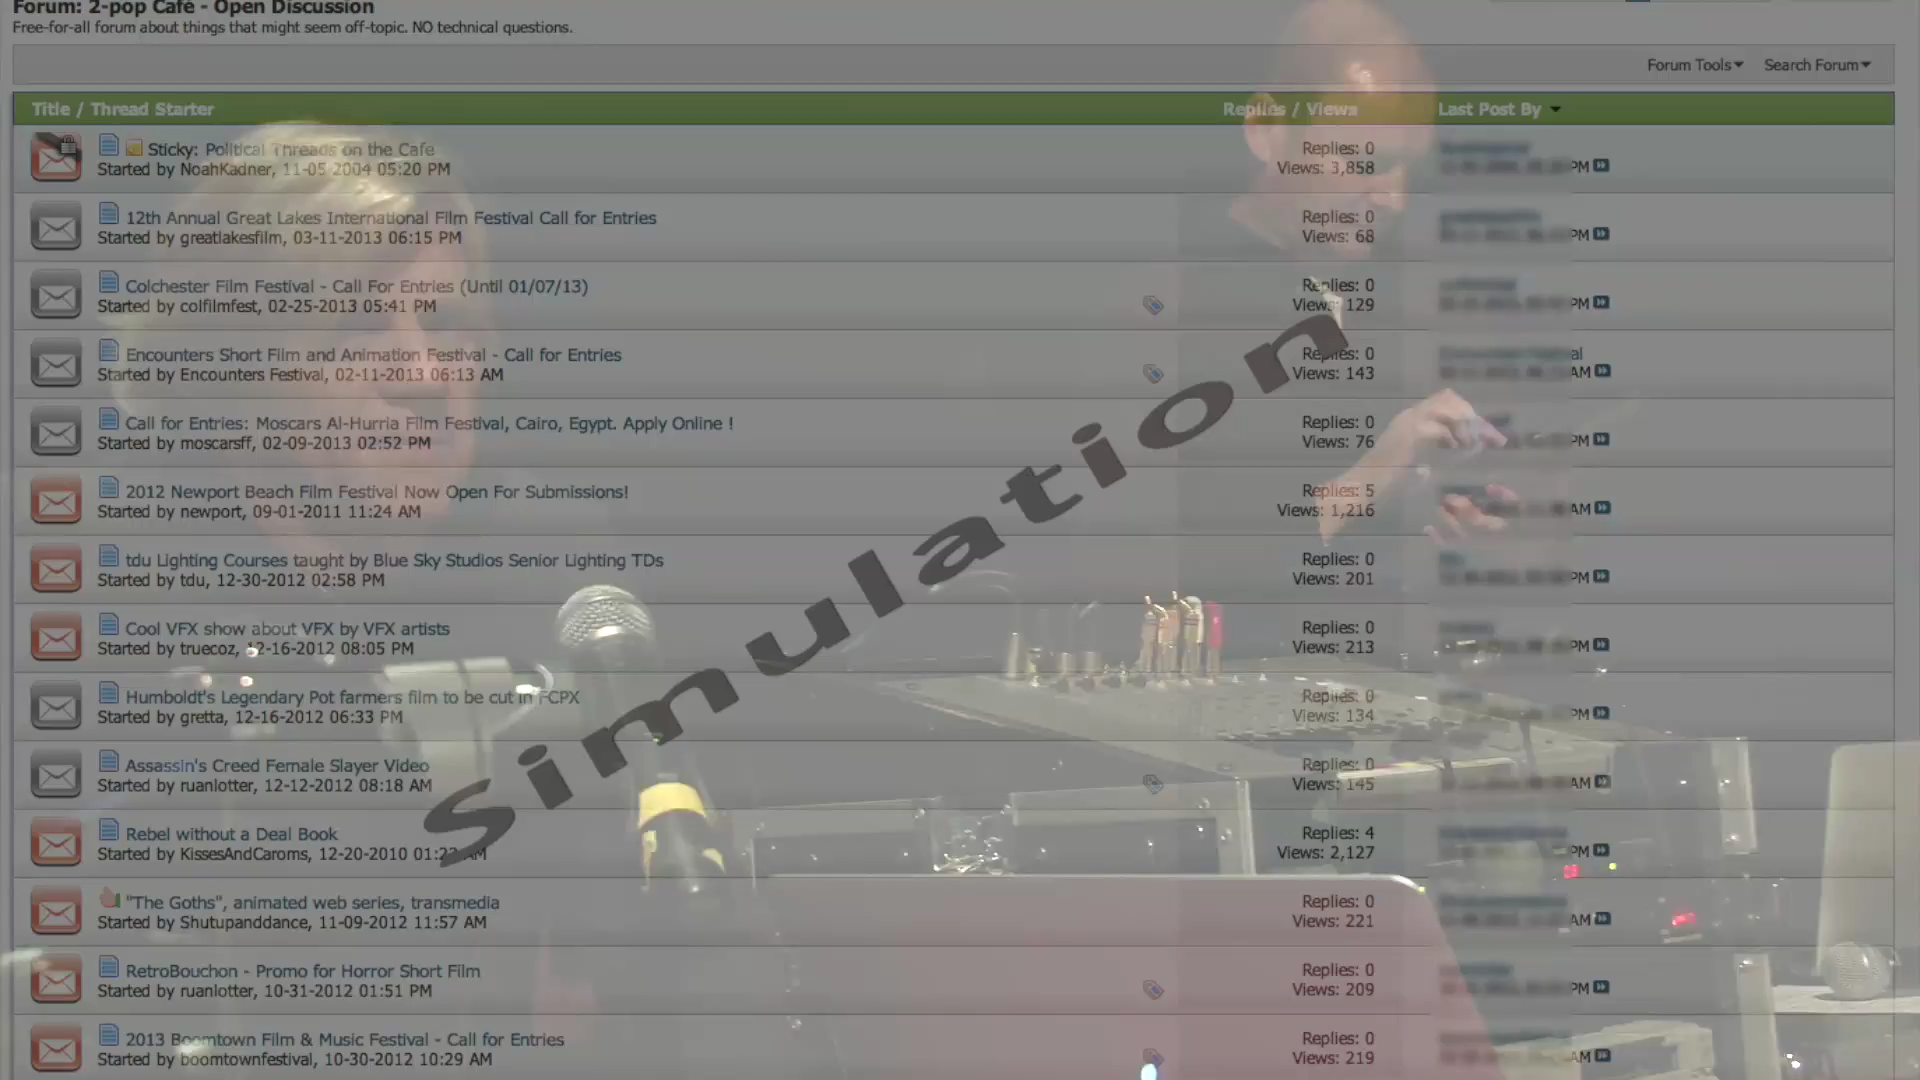 Forum: 2-pop Café - Open Discussion
Free-for-all forum about things that might seem off-topic. NO technical questions.
Forum Tools Search Forum
Title / Thread Starter Replies / Views Last Post By
Sticky: Political Threads on the Cafe Replies: 0
Started by NoahKadner, 11-05 2004 05:20 PM Views: 3,858 PM
12th Annual Great Lakes International Film Festival Call for Entries Replies: 0
Started by greatlakesfilm, 03-11-2013 06:15 PM Views: 68 PM
Colchester Film Festival - Call For Entries (Until 01/07/13) Replies: 0
Started by colfilmfest, 02-25-2013 05:41 PM Views: 129 PM
Encounters Short Film and Animation Festival - Call for Entries Replies: 0
Started by Encounters Festival, 02-11-2013 06:13 AM Views: 143 AM
Call for Entries: Moscars Al-Hurria Film Festival, Cairo, Egypt. Apply Online ! Replies: 0
Started by moscarsff, 02-09-2013 02:52 PM Views: 76 PM
2012 Newport Beach Film Festival Now Open For Submissions! Replies: 5
Started by newport, 09-01-2011 11:24 AM Views: 1,216 AM
tdu Lighting Courses taught by Blue Sky Studios Senior Lighting TDs Replies: 0
Started by tdu, 12-30-2012 02:58 PM Views: 201 PM
Cool VFX show about VFX by VFX artists Replies: 0
Started by truecoz, 12-16-2012 08:05 PM Views: 213 PM
Humboldt's Legendary Pot farmers film to be cut in FCPX Replies: 0
Started by gretta, 12-16-2012 06:33 PM Views: 134 PM
Assassin's Creed Female Slayer Video Replies: 0
Started by ruanlotter, 12-12-2012 08:18 AM Views: 145 AM
Rebel without a Deal Book Replies: 4
Started by KissesAndCaroms, 12-20-2010 AM Views: 2,127 PM
"The Goths", animated web series, transmedia Replies: 0
Started by Shutupanddance, 11-09-2012 11:57 AM Views: 221 AM
RetroBouchon - Promo for Horror Short Film Replies: 0
Started by ruanlotter, 10-31-2012 01:51 PM Views: 209 PM
2013 Boomtown Film & Music Festival - Call for Entries Replies: 0
Started by boomtownfestival, 10-30-2012 10:29 AM Views: 219 AM
Simulation